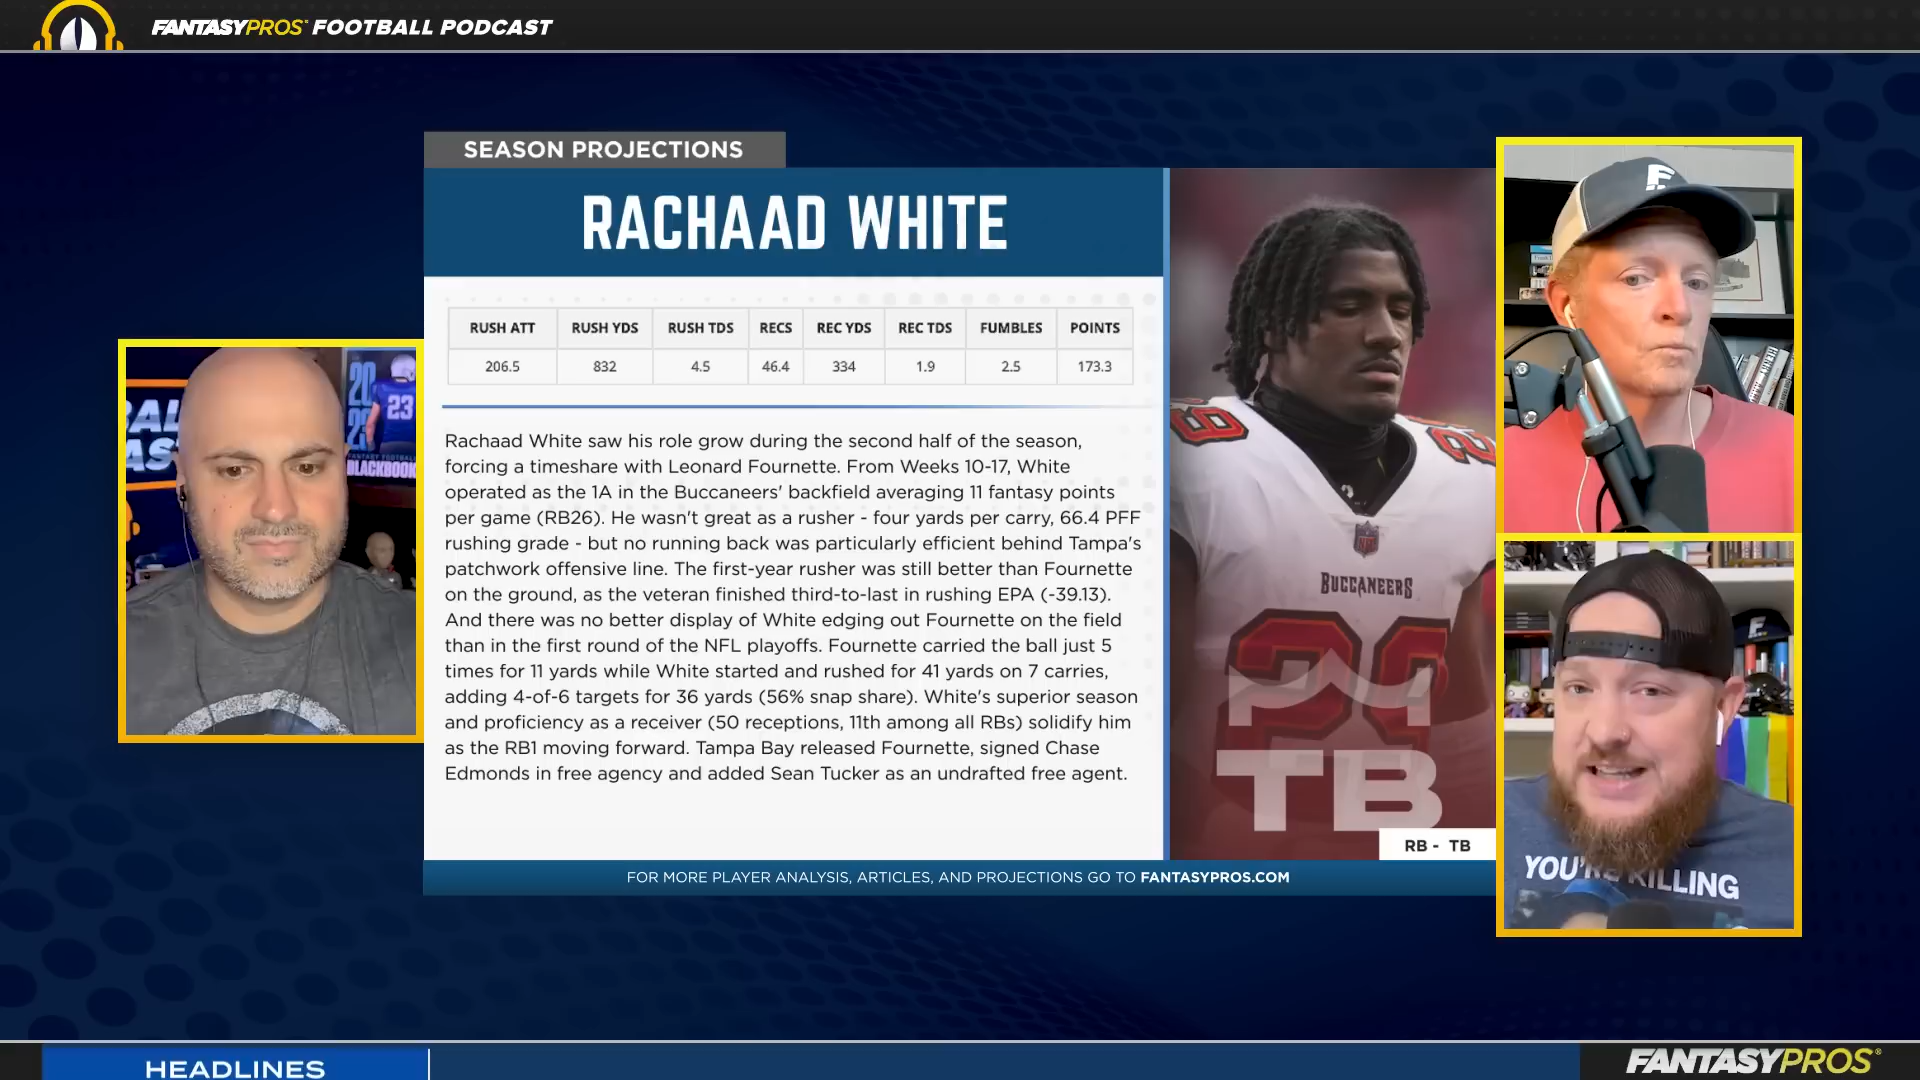 FANTASYPROS FOOTBALL PODCAST
SEASON PROJECTIONS
RACHAAD WHITE
RUSH ATT RUSH YDS RUSH TDS RECS REC YDS REC TDS FUMBLES POINTS
206.5 832 4.5 46.4 334 1.9 2.5 173.3
Rachaad White saw his role grow during the second half of the season,
forcing a timeshare with Leonard Fournette. From Weeks 10-17, White
operated as the 1A in the Buccaneers' backfield averaging 11 fantasy points
per game (RB26). He wasn't great as a rusher - four yards per carry, 66.4 PFF
rushing grade - but no running back was particularly efficient behind Tampa's
patchwork offensive line. The first-year rusher was still better than Fournette
on the ground, as the veteran finished third-to-last in rushing EPA (-39.13).
And there was no better display of White edging out Fournette on the field
than in the first round of the NFL playoffs. Fournette carried the ball just 5
times for 11 yards while White started and rushed for 41 yards on 7 carries,
adding 4-of-6 targets for 36 yards (56% snap share). White's superior season
and proficiency as a receiver (50 receptions, 11th among all RBs) solidify him
as the RB1 moving forward. Tampa Bay released Fournette, signed Chase
Edmonds in free agency and added Sean Tucker as an undrafted free agent.
NFL
BUCCANEERS
29
TB
RB - TB
FOR MORE PLAYER ANALYSIS, ARTICLES, AND PROJECTIONS GO TO FANTASYPROS.COM
20
23
23
FANTASY FOOTBALL
BLACKBOOK
F
F
YOU'RE KILLING
HEADLINES
FANTASYPROS